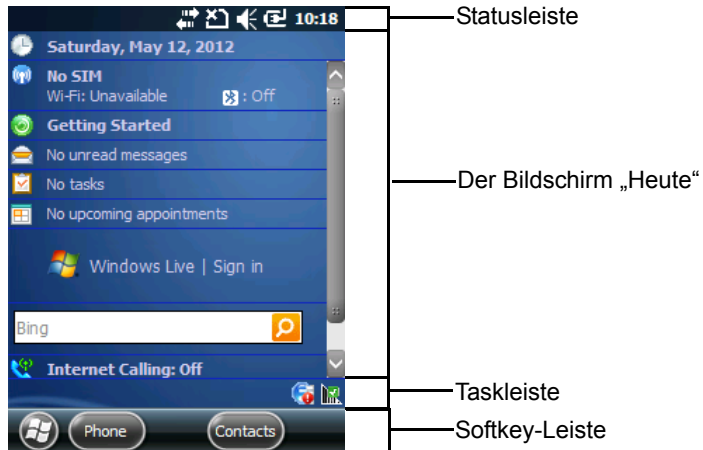 10:18
Statusleiste
Saturday, May 12, 2012
No SIM
Wi-Fi: Unavailable : Off
Getting Started
No unread messages
No tasks
Der Bildschirm „Heute“
No upcoming appointments
Windows Live | Sign in
Bing
Internet Calling: Off
Taskleiste
Phone Contacts
Softkey-Leiste